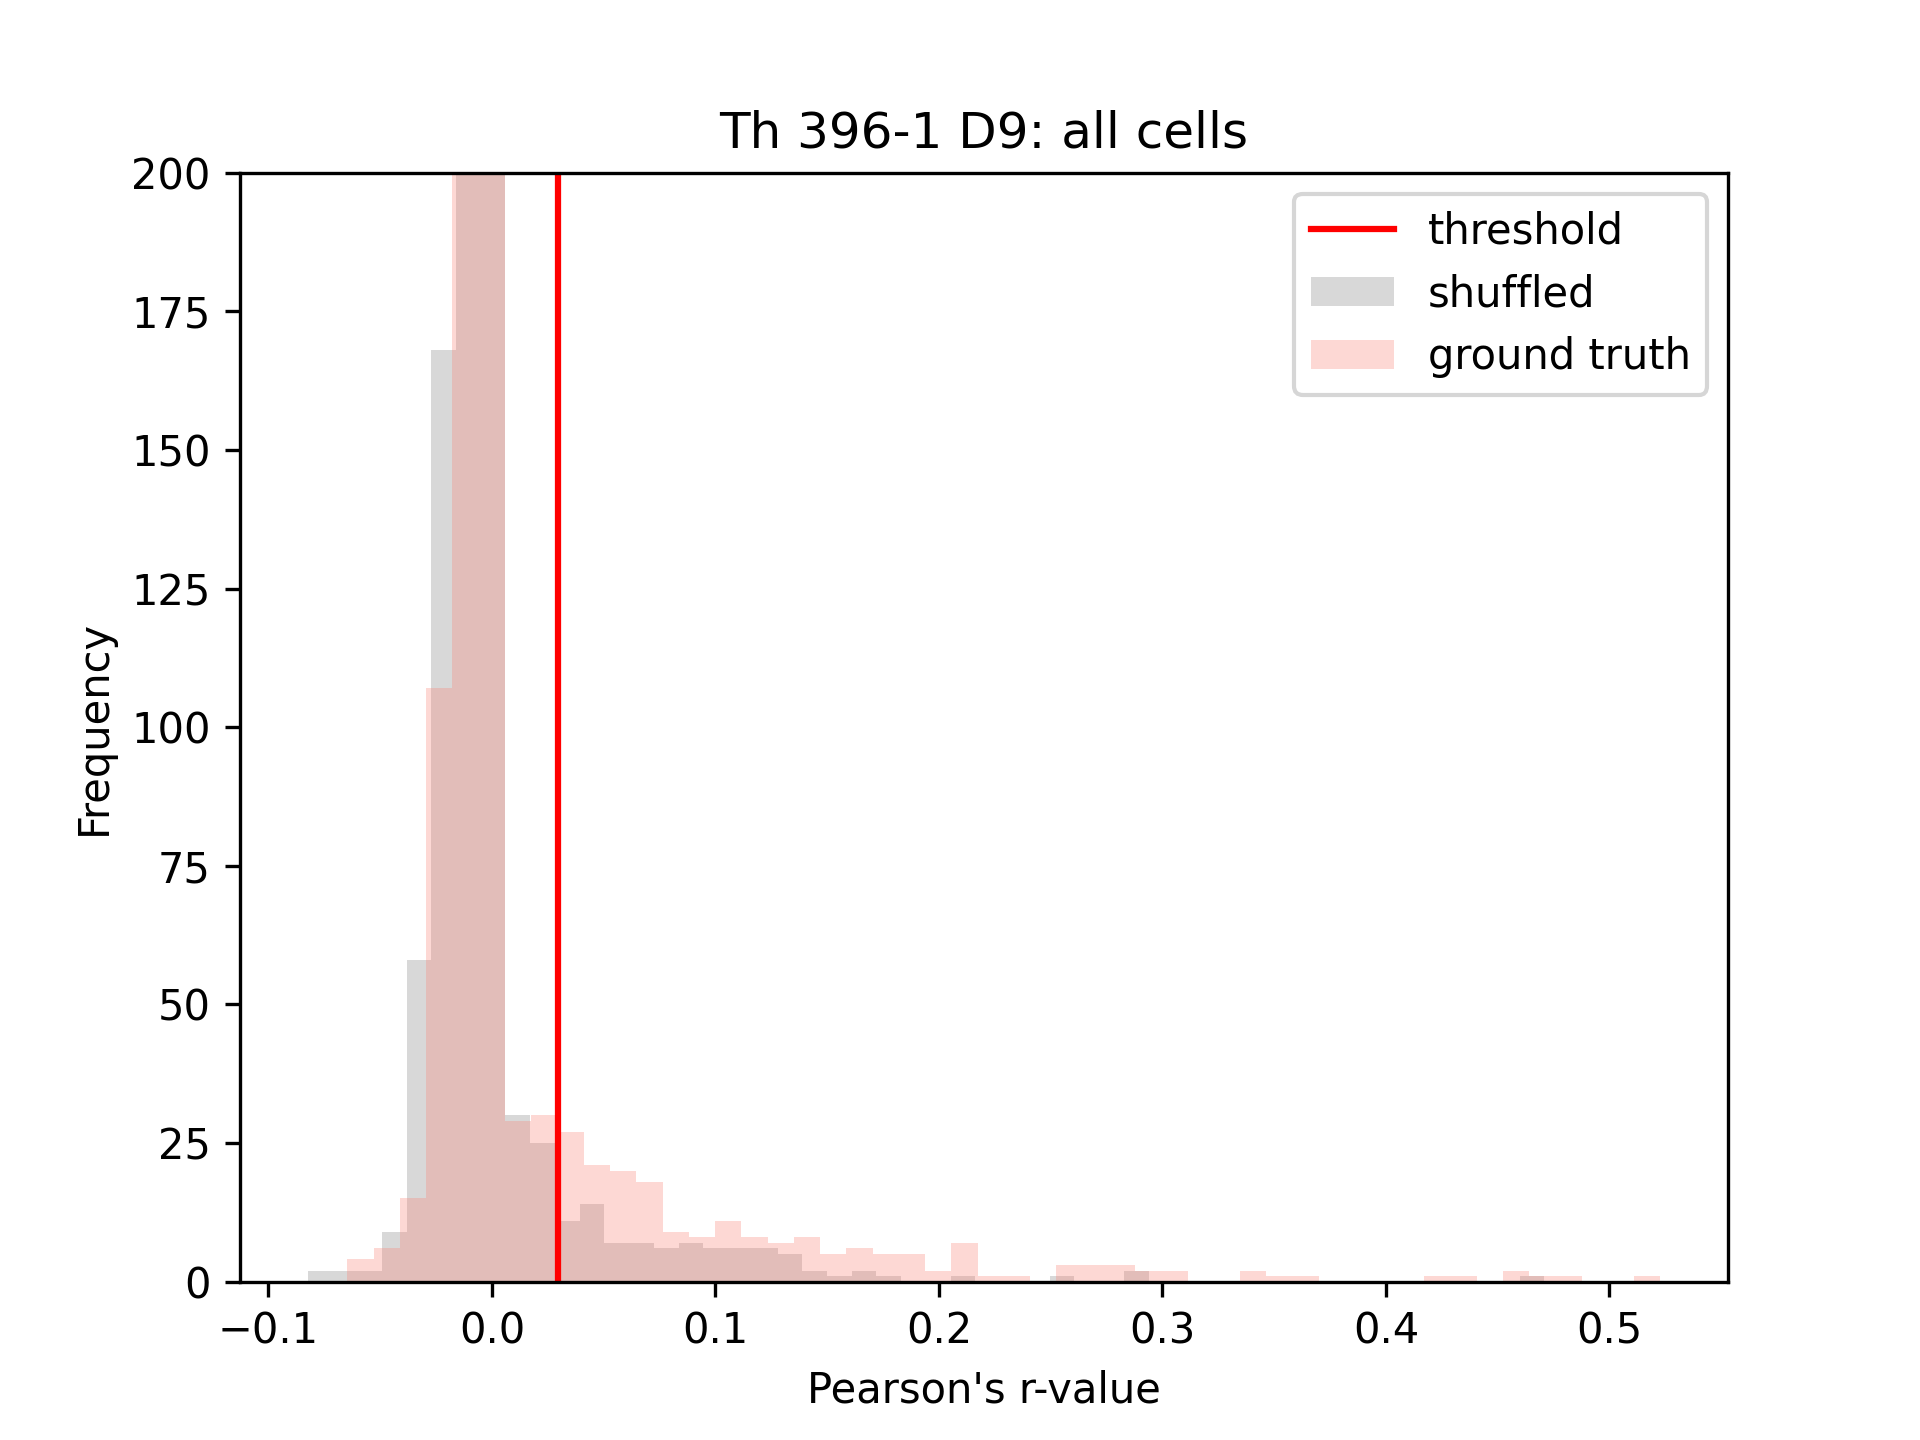 Th 396-1 D9: all cells
200
175
150
125
100
75
50
25
0
Frequency
threshold
shuffled
ground truth
−0.1 0.0 0.1 0.2 0.3 0.4 0.5
Pearson's r-value